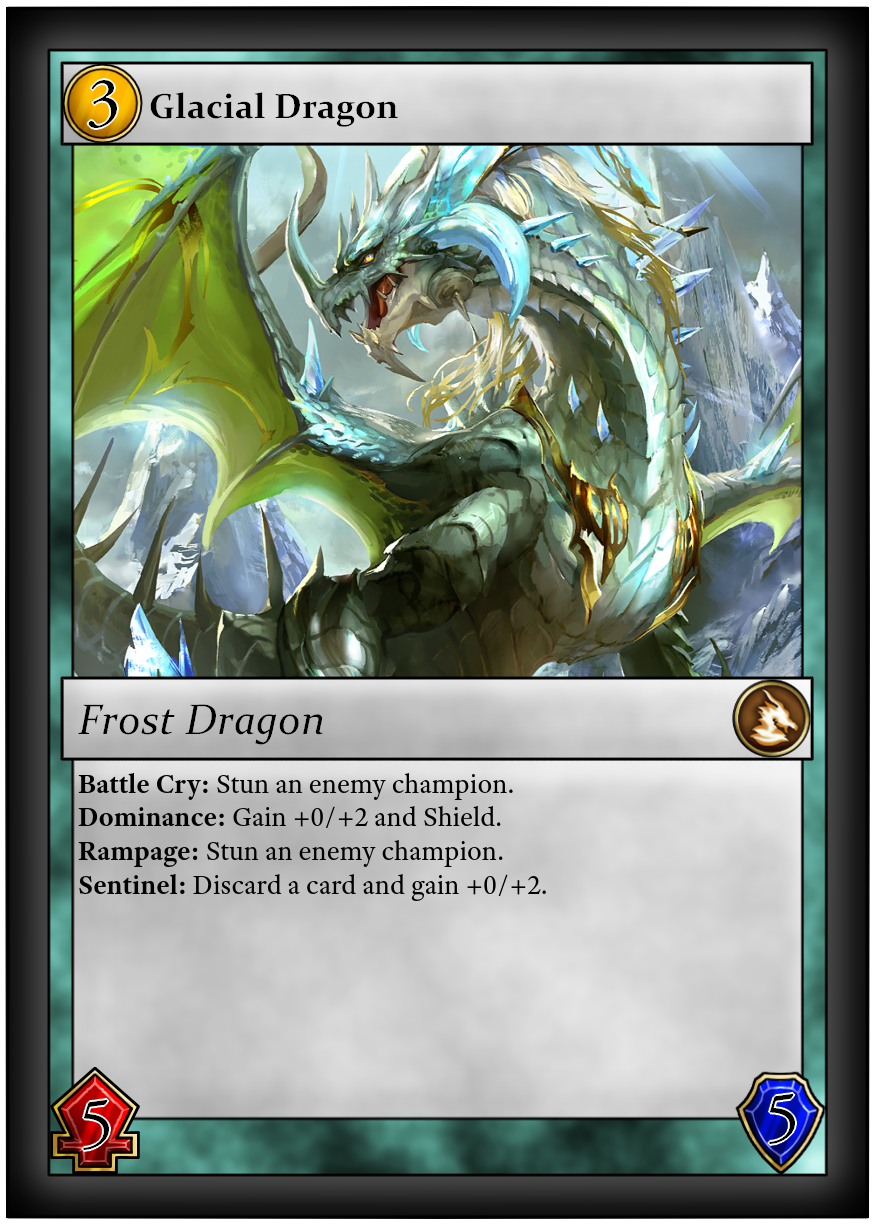 3 Glacial Dragon
Frost Dragon
Battle Cry: Stun an enemy champion.
Dominance: Gain +0/+2 and Shield.
Rampage: Stun an enemy champion.
Sentinel: Discard a card and gain +0/+2.
5 5